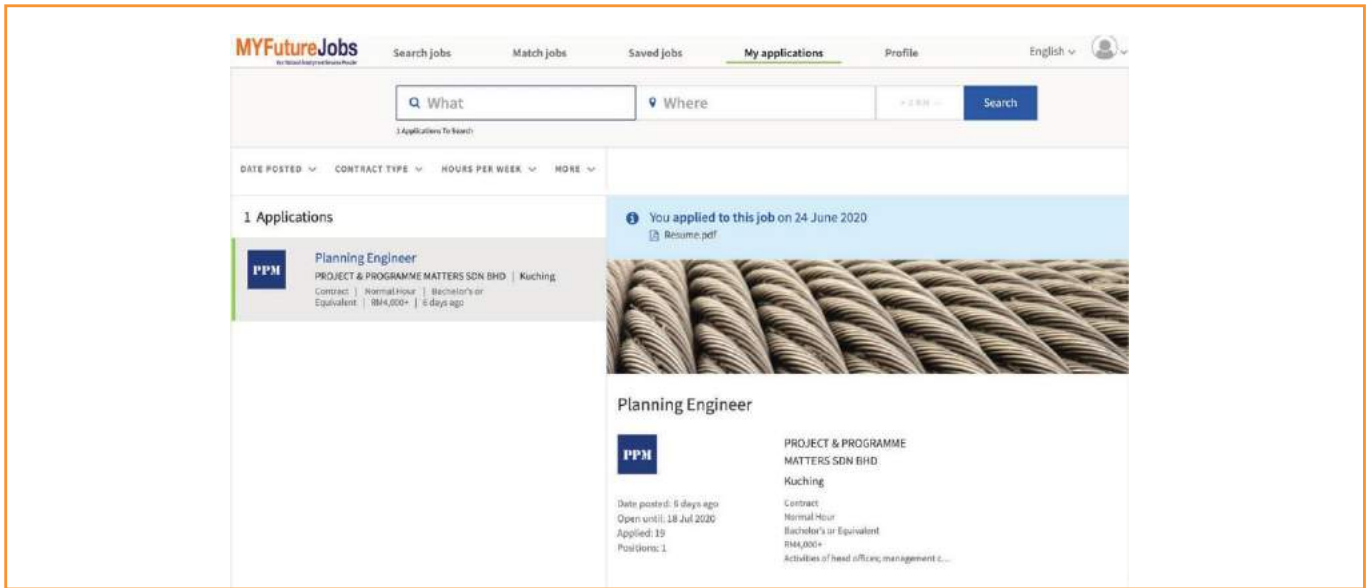 MYFutureJobs
Search jobs
Match jobs
Saved jobs
My applications
Profile
English
What
Where
Search
1 Applications To Search
DATE POSTED
CONTRACT TYPE
HOURS PER WEEK
MORE
1 Applications
PPM
Planning Engineer
PROJECT & PROGRAMME MATTERS SDN BHD | Kuching
Contract | Normal Hour | Bachelor's or
Equivalent | RM4,000+ | 6 days ago
You applied to this job on 24 June 2020
Resume.pdf
Planning Engineer
PPM
PROJECT & PROGRAMME
MATTERS SDN BHD
Kuching
Date posted: 6 days ago
Open until: 18 Jul 2020
Applied: 19
Positions: 1
Contract
Normal Hour
Bachelor's or Equivalent
RM4,000+
Activities of head offices; management c...